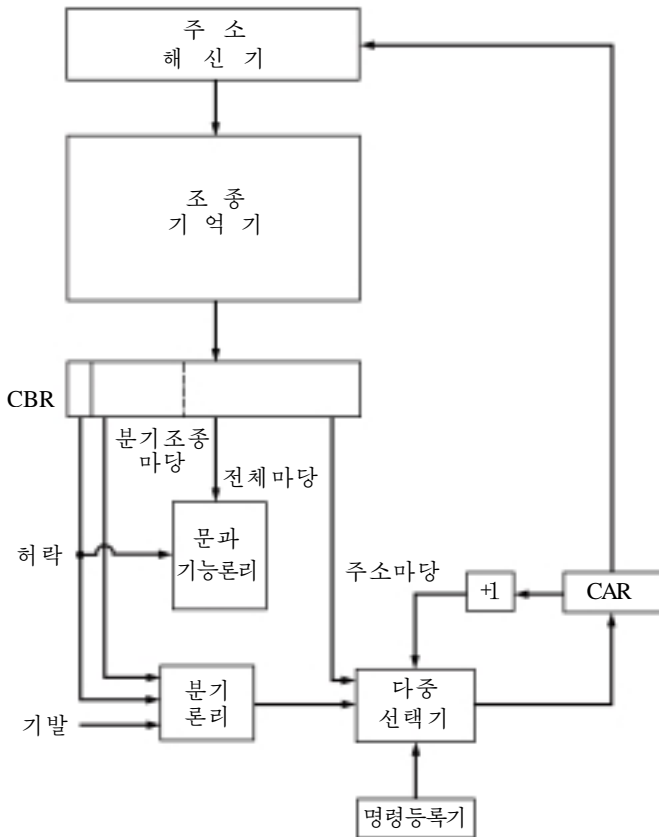 주 소
해 신 기
조 종
기 억 기
CBR
분기조종
마당
전체마당
허락
문과
기능론리
주소마당
+1
CAR
분기
론리
다중
선택기
기발
명령등록기